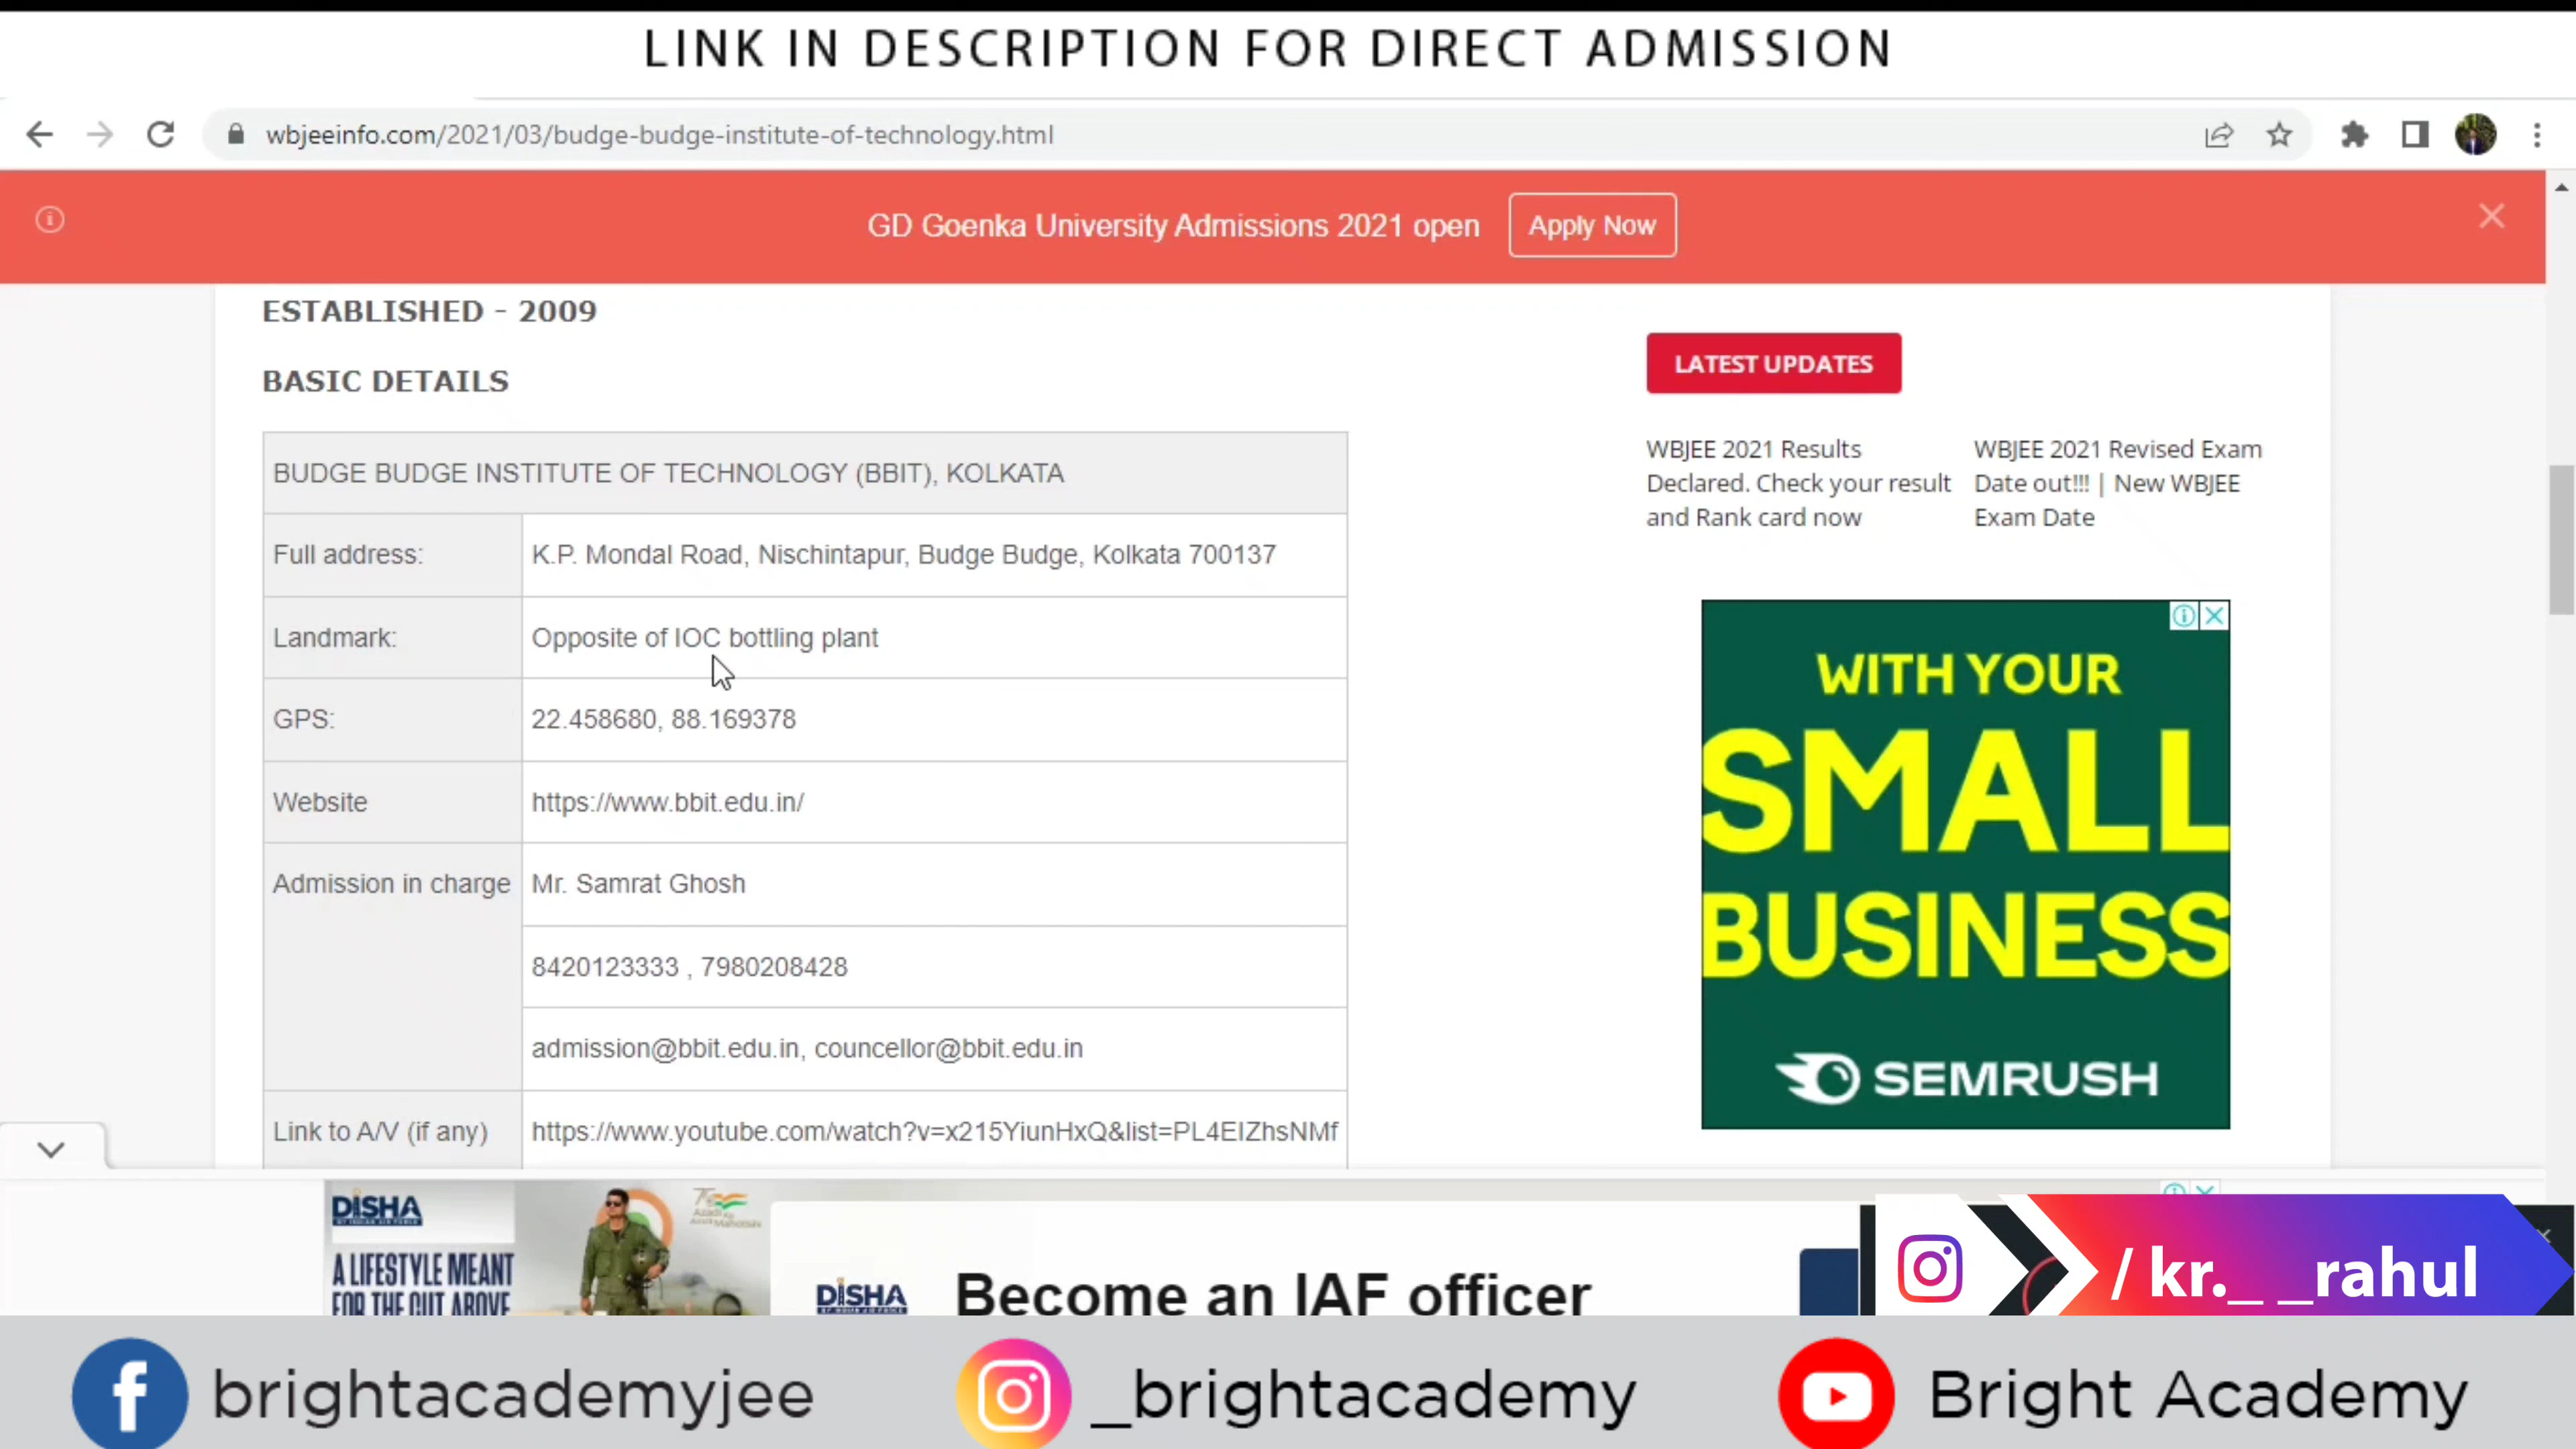 LINK IN DESCRIPTION FOR DIRECT ADMISSION
wbjeeinfo.com/2021/03/budge-budge-institute-of-technology.html
GD Goenka University Admissions 2021 open
Apply Now
ESTABLISHED - 2009
BASIC DETAILS
BUDGE BUDGE INSTITUTE OF TECHNOLOGY (BBIT), KOLKATA
Full address: K.P. Mondal Road, Nischintapur, Budge Budge, Kolkata 700137
Landmark: Opposite of IOC bottling plant
GPS: 22.458680, 88.169378
Website https://www.bbit.edu.in/
Admission in charge Mr. Samrat Ghosh
8420123333 , 7980208428
admission@bbit.edu.in, councellor@bbit.edu.in
Link to A/V (if any) https://www.youtube.com/watch?v=x215YiunHxQ&list=PL4EIZhsNMf
LATEST UPDATES
WBJEE 2021 Results
Declared. Check your result
and Rank card now
WBJEE 2021 Revised Exam
Date out!!! | New WBJEE
Exam Date
WITH YOUR
SMALL
BUSINESS
SEMRUSH
DISHA
A LIFESTYLE MEANT
FOR THE CUT ABOVE
DISHA
Become an IAF officer
/ kr._ _rahul
brightacademyjee
_brightacademy
Bright Academy